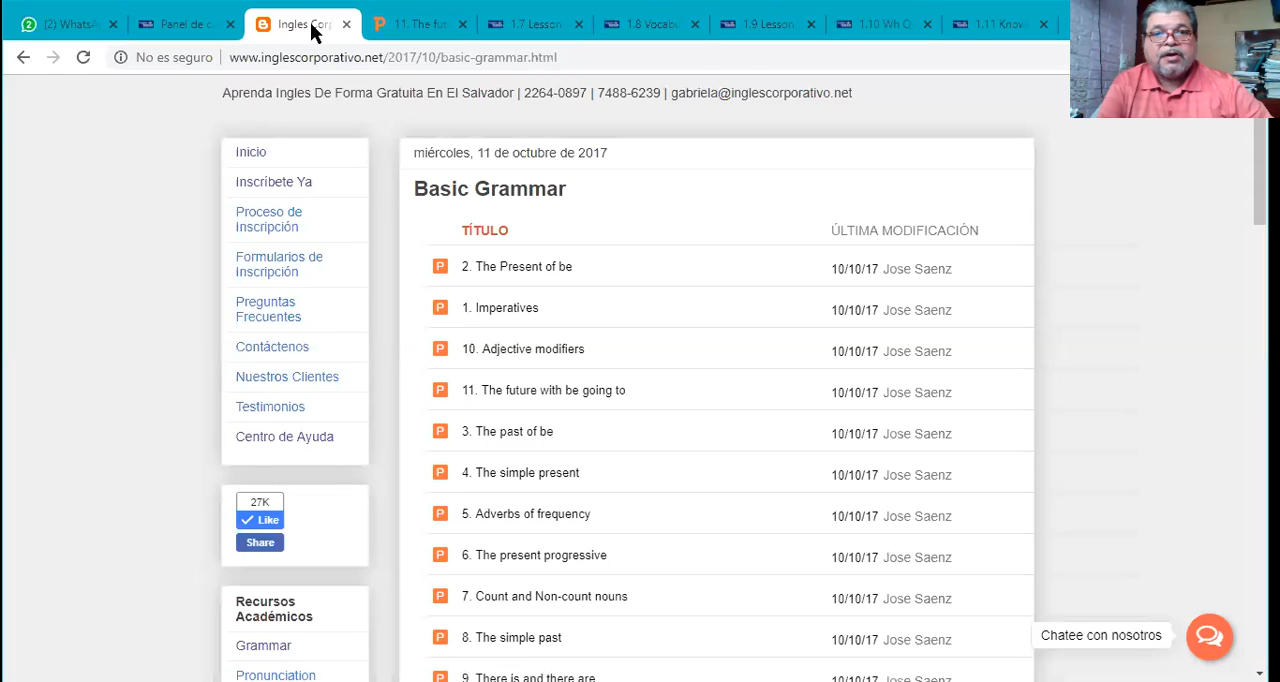 (2) WhatsA
Panel de c
Ingles Corp
11. The fut
1.7 Lesson
1.8 Vocabu
1.9 Lesson
1.10 Wh Q
1.11 Know
No es seguro
www.inglescorporativo.net/2017/10/basic-grammar.html
Aprenda Ingles De Forma Gratuita En El Salvador | 2264-0897 | 7488-6239 | gabriela@inglescorporativo.net
Inicio
Inscríbete Ya
Proceso de
Inscripción
Formularios de
Inscripción
Preguntas
Frecuentes
Contáctenos
Nuestros Clientes
Testimonios
Centro de Ayuda
27K
Like
Share
Recursos
Académicos
Grammar
Pronunciation
miércoles, 11 de octubre de 2017
Basic Grammar
TÍTULO ÚLTIMA MODIFICACIÓN
P 2. The Present of be 10/10/17 Jose Saenz
P 1. Imperatives 10/10/17 Jose Saenz
P 10. Adjective modifiers 10/10/17 Jose Saenz
P 11. The future with be going to 10/10/17 Jose Saenz
P 3. The past of be 10/10/17 Jose Saenz
P 4. The simple present 10/10/17 Jose Saenz
P 5. Adverbs of frequency 10/10/17 Jose Saenz
P 6. The present progressive 10/10/17 Jose Saenz
P 7. Count and Non-count nouns 10/10/17 Jose Saenz
P 8. The simple past 10/10/17 Jose Saenz
P 9. There is and there are 10/10/17 Jose Saenz
Chatee con nosotros